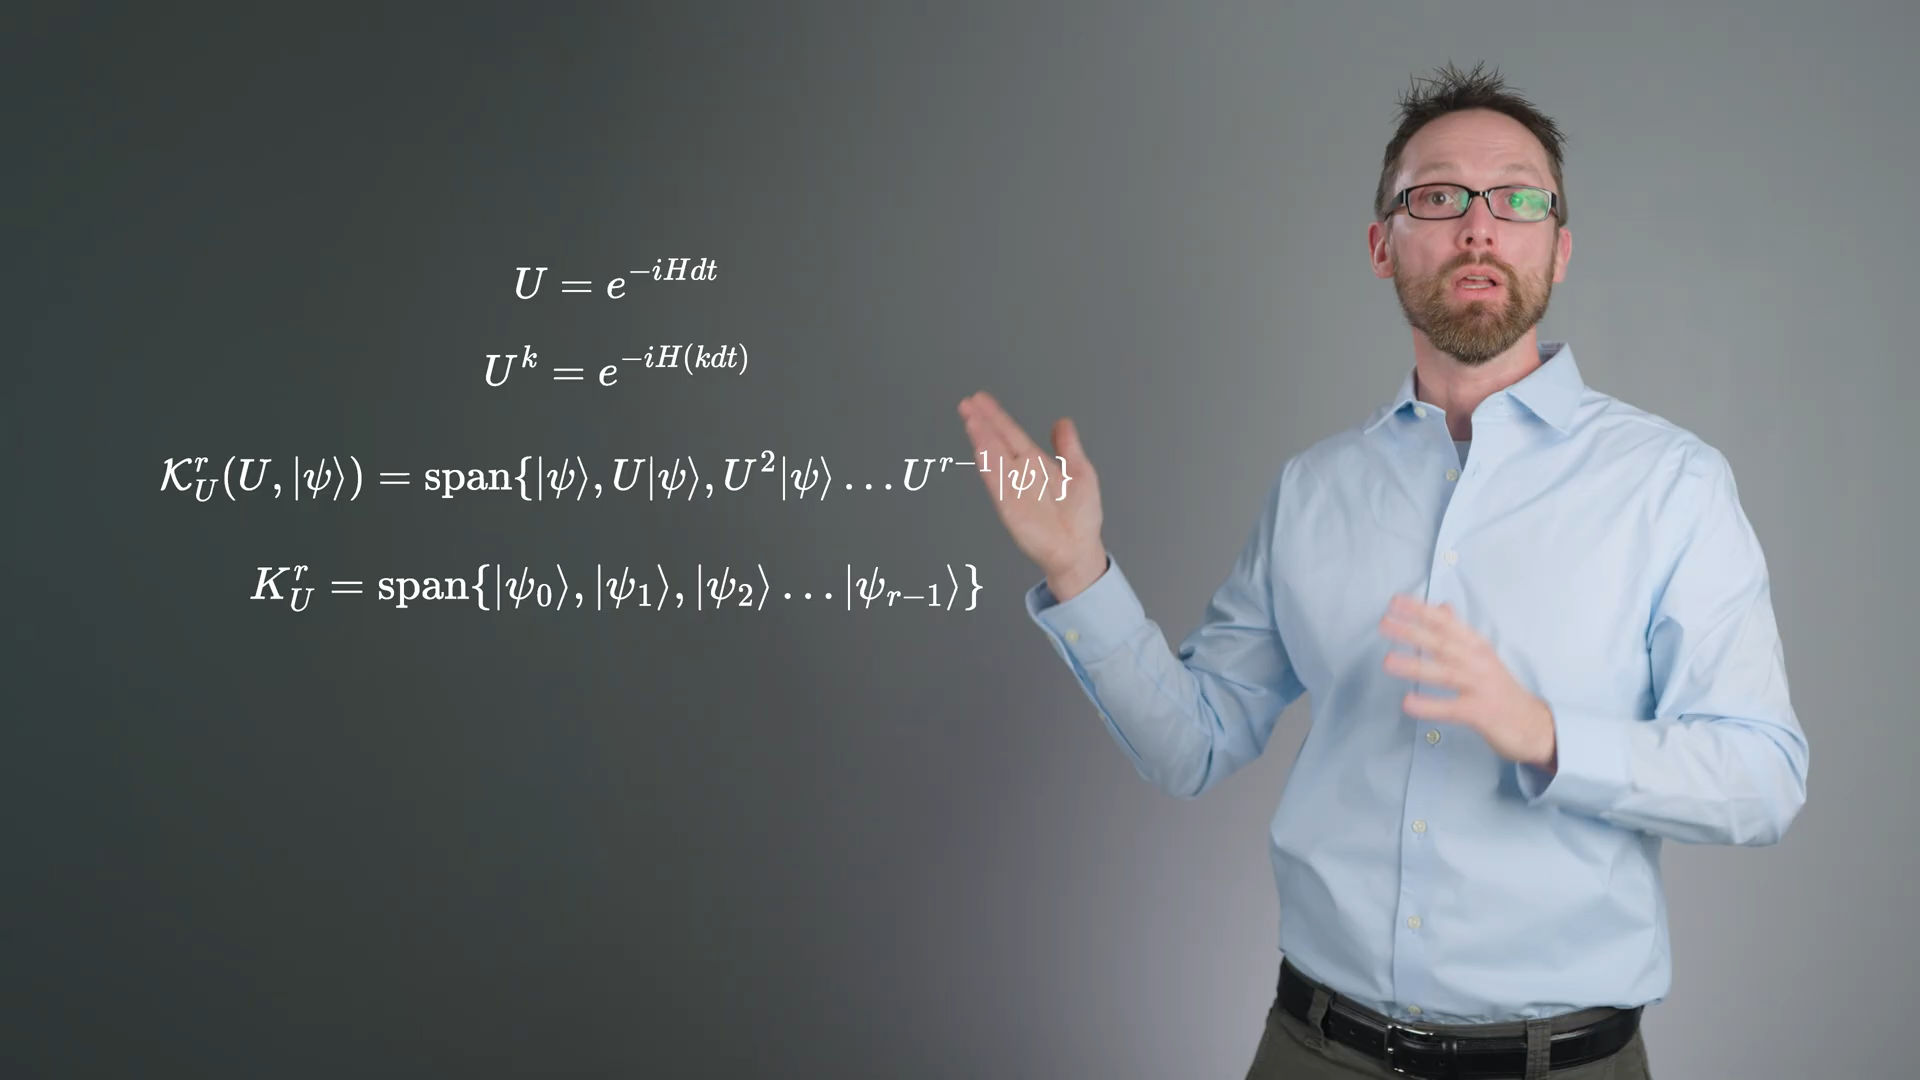 U = e^{-iHdt}
U^k = e^{-iH(kdt)}
𝒦_U^r(U, |ψ⟩) = span{|ψ⟩, U|ψ⟩, U^2|ψ⟩ … U^{r-1}|ψ⟩}
K_U^r = span{|ψ_0⟩, |ψ_1⟩, |ψ_2⟩ … |ψ_{r-1}⟩}